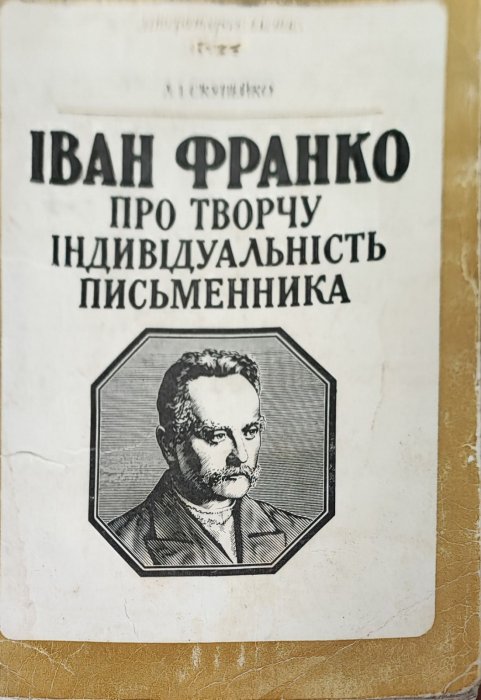 ІВАН ФРАНКО
ПРО ТВОРЧУ
ІНДИВІДУАЛЬНІСТЬ
ПИСЬМЕННИКА